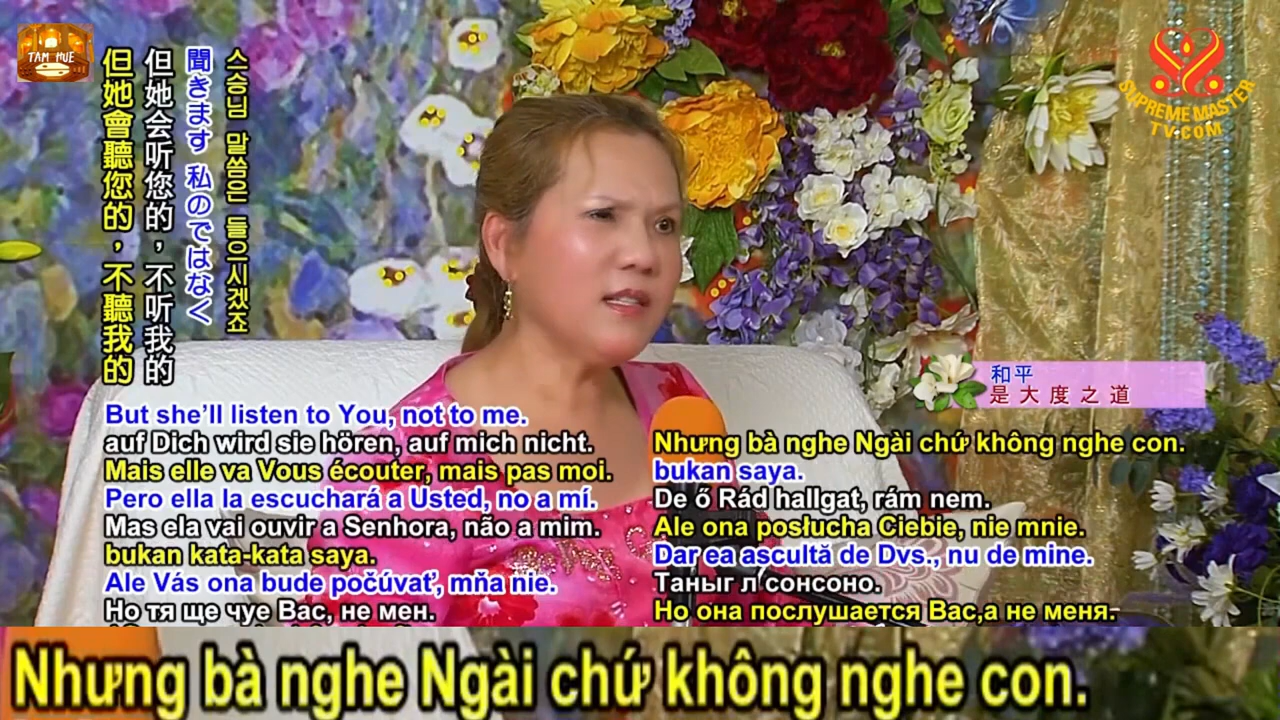 TAM HUE
SUPREME MASTER
TV.COM
스승님 말씀은 들으시겠죠
聞きます 私のではなく
但她会听您的，不听我的
但她會聽您的，不聽我的
和平
是大度之道
But she’ll listen to You, not to me.
auf Dich wird sie hören, auf mich nicht.
Mais elle va Vous écouter, mais pas moi.
Pero ella la escuchará a Usted, no a mí.
Mas ela vai ouvir a Senhora, não a mim.
bukan kata-kata saya.
Ale Vás ona bude počúvať, mňa nie.
Но тя ще чуе Вас, не мен.
Nhưng bà nghe Ngài chứ không nghe con.
bukan saya.
De ő Rád hallgat, rám nem.
Ale ona posłucha Ciebie, nie mnie.
Dar ea ascultă de Dvs., nu de mine.
Таныг л сонсоно.
Но она послушается Вас,а не меня.
Nhưng bà nghe Ngài chứ không nghe con.